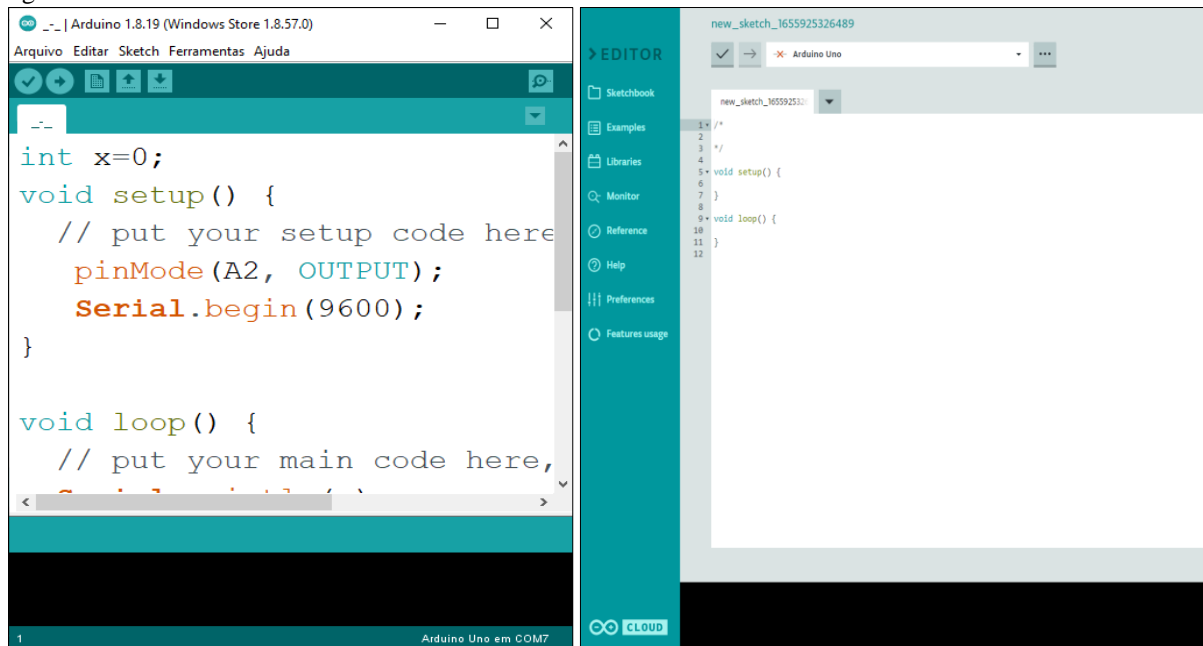 _-_ | Arduino 1.8.19 (Windows Store 1.8.57.0)
Arquivo Editar Sketch Ferramentas Ajuda
_-_
int x=0;
void setup() {
// put your setup code here
pinMode(A2, OUTPUT);
Serial.begin(9600);
}
void loop() {
// put your main code here,
1
Arduino Uno em COM7
new_sketch_1655925326489
EDITOR
Arduino Uno
Sketchbook
Examples
Libraries
Monitor
Reference
Help
Preferences
Features usage
CLOUD
new_sketch_16559253
1 /*
2
3 */
4
5 void setup() {
6
7 }
8
9 void loop() {
10
11 }
12